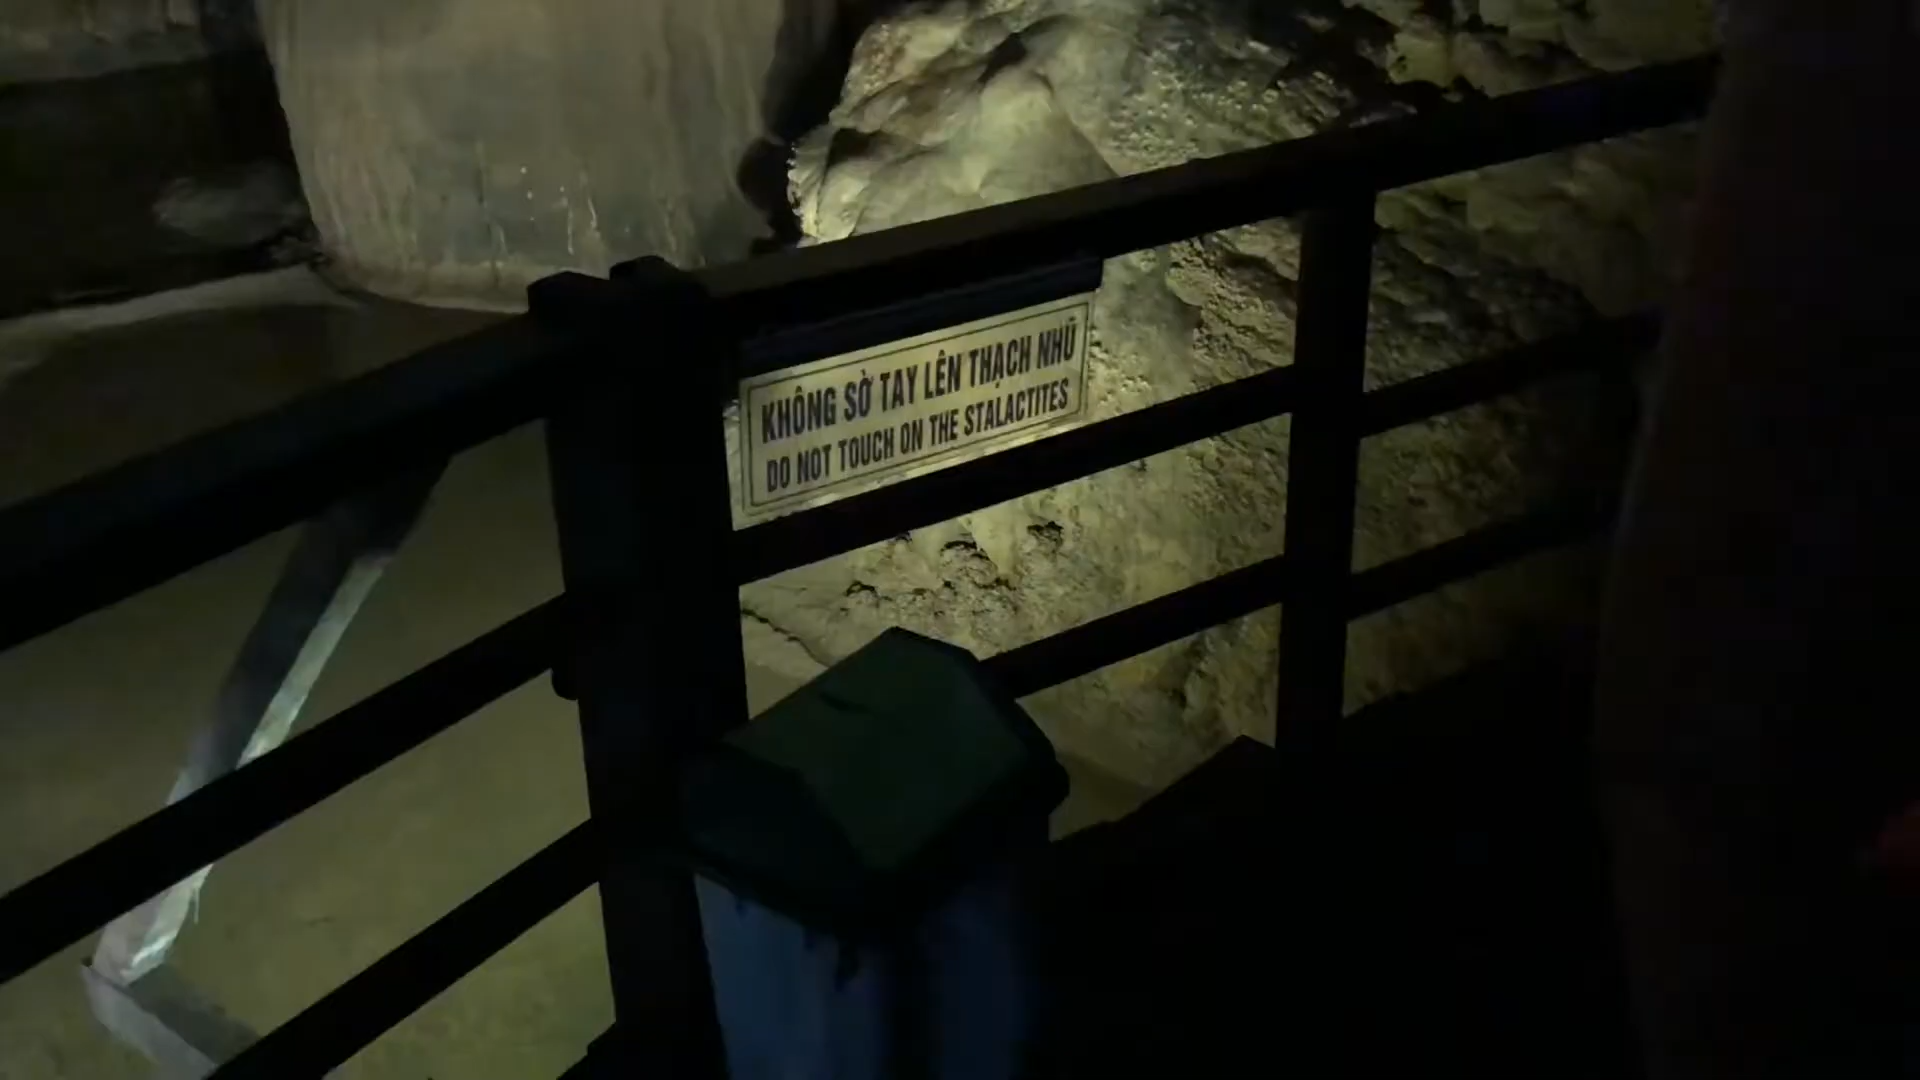 KHÔNG SỜ TAY LÊN THẠCH NHŨ
DO NOT TOUCH ON THE STALACTITES